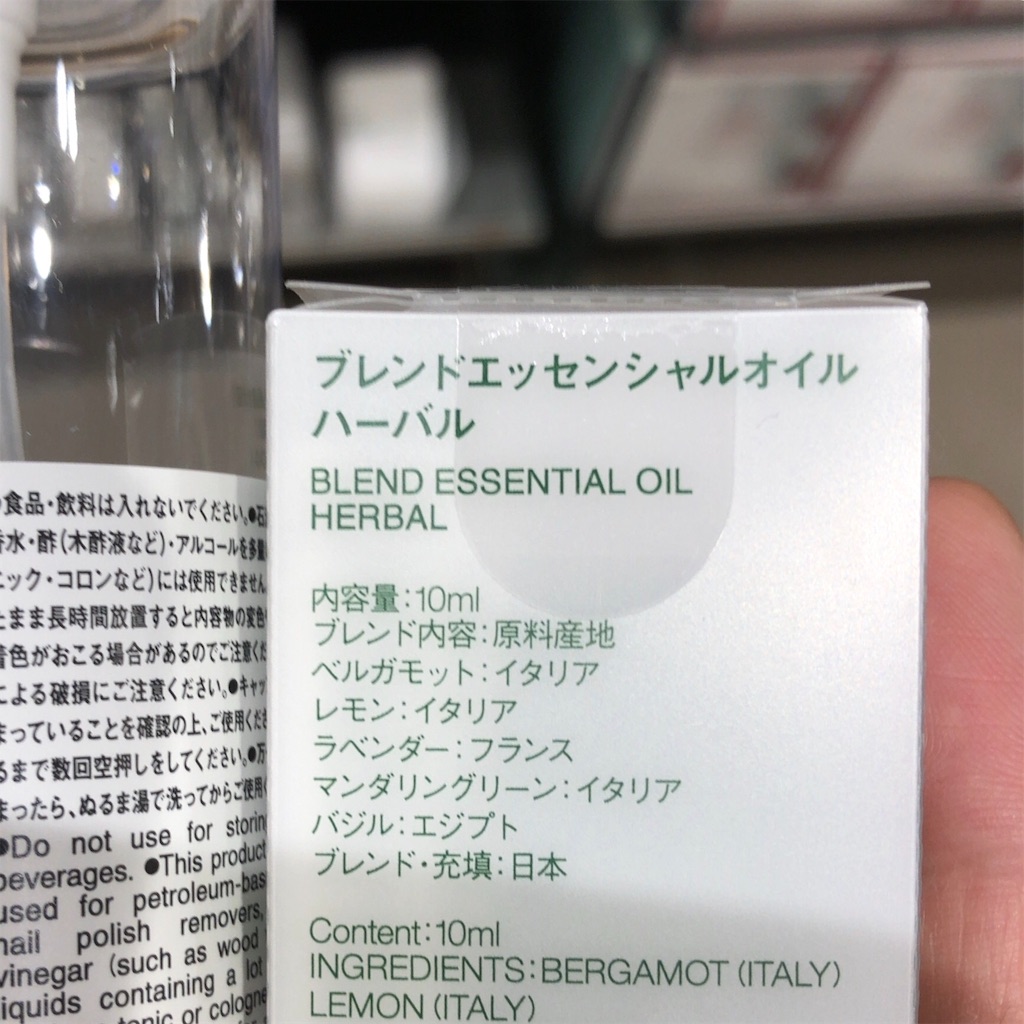 ブレンドエッセンシャルオイル
ハーバル
BLEND ESSENTIAL OIL
HERBAL
内容量:10ml
ブレンド内容:原料産地
ベルガモット:イタリア
レモン:イタリア
ラベンダー:フランス
マンダリングリーン:イタリア
バジル:エジプト
ブレンド・充填:日本
Content:10ml
INGREDIENTS:BERGAMOT (ITALY)
LEMON (ITALY)
食品・飲料は入れないでください。●
水・酢(木酢液など)・アルコールを多
ニック・コロンなど)には使用できません。
たまま長時間放置すると内容物の変色
着色がおこる場合があるのでご注意くだ
による破損にご注意ください。●キャッ
まっていることを確認の上、ご使用くださ
るまで数回空押しをしてください。●万
まったら、ぬるま湯で洗ってからご使用く
●Do not use for storing
beverages. ●This product
used for petroleum-bas
nail polish removers,
vinegar (such as wood
liquids containing a lot
tonic or cologne